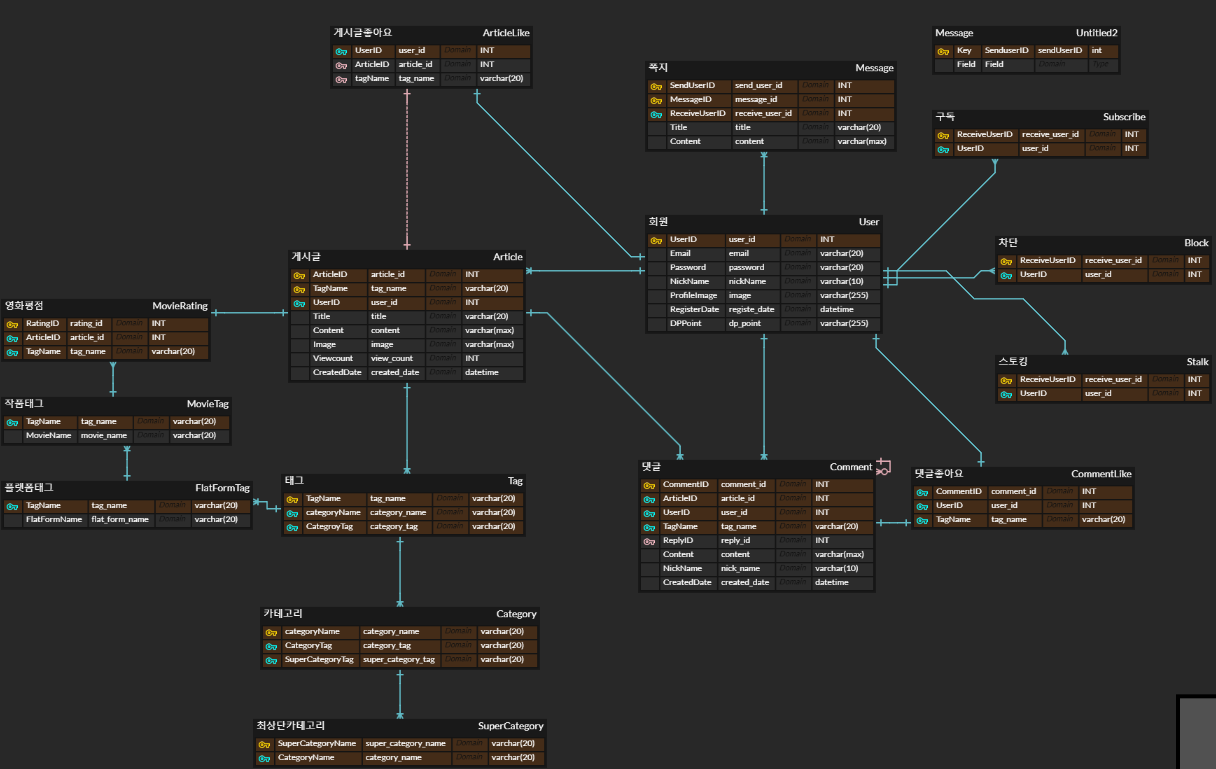 게시글좋아요 ArticleLike
UserID user_id Domain INT
ArticleID article_id Domain INT
tagName tag_name Domain varchar(20)
Message Untitled2
Key SenduserID sendUserID int
Field Field Domain Type
쪽지 Message
SendUserID send_user_id Domain INT
MessageID message_id Domain INT
ReceiveUserID receive_user_id Domain INT
Title title Domain varchar(20)
Content content Domain varchar(max)
구독 Subscribe
ReceiveUserID receive_user_id Domain INT
UserID user_id Domain INT
회원 User
UserID user_id Domain INT
Email email Domain varchar(20)
Password password Domain varchar(20)
NickName nickName Domain varchar(10)
ProfileImage image Domain varchar(255)
RegisterDate registe_date Domain datetime
DPPoint dp_point Domain varchar(255)
차단 Block
ReceiveUserID receive_user_id Domain INT
UserID user_id Domain INT
게시글 Article
ArticleID article_id Domain INT
TagName tag_name Domain varchar(20)
UserID user_id Domain INT
Title title Domain varchar(20)
Content content Domain varchar(max)
Image image Domain varchar(max)
Viewcount view_count Domain INT
CreatedDate created_date Domain datetime
영화평점 MovieRating
RatingID rating_id Domain INT
ArticleID article_id Domain INT
TagName tag_name Domain varchar(20)
스토킹 Stalk
ReceiveUserID receive_user_id Domain INT
UserID user_id Domain INT
작품태그 MovieTag
TagName tag_name Domain varchar(20)
MovieName movie_name Domain varchar(20)
플랫폼태그 FlatFormTag
TagName tag_name Domain varchar(20)
FlatFormName flat_form_name Domain varchar(20)
태그 Tag
TagName tag_name Domain varchar(20)
categoryName category_name Domain varchar(20)
CategroyTag category_tag Domain varchar(20)
댓글 Comment
CommentID comment_id Domain INT
ArticleID article_id Domain INT
UserID user_id Domain INT
TagName tag_name Domain varchar(20)
ReplyID reply_id Domain INT
Content content Domain varchar(max)
NickName nick_name Domain varchar(10)
CreatedDate created_date Domain datetime
댓글좋아요 CommentLike
CommentID comment_id Domain INT
UserID user_id Domain INT
TagName tag_name Domain varchar(20)
카테고리 Category
categoryName category_name Domain varchar(20)
CategoryTag category_tag Domain varchar(20)
SuperCategoryTag super_category_tag Domain varchar(20)
최상단카테고리 SuperCategory
SuperCategoryName super_category_name Domain varchar(20)
CategoryName category_name Domain varchar(20)